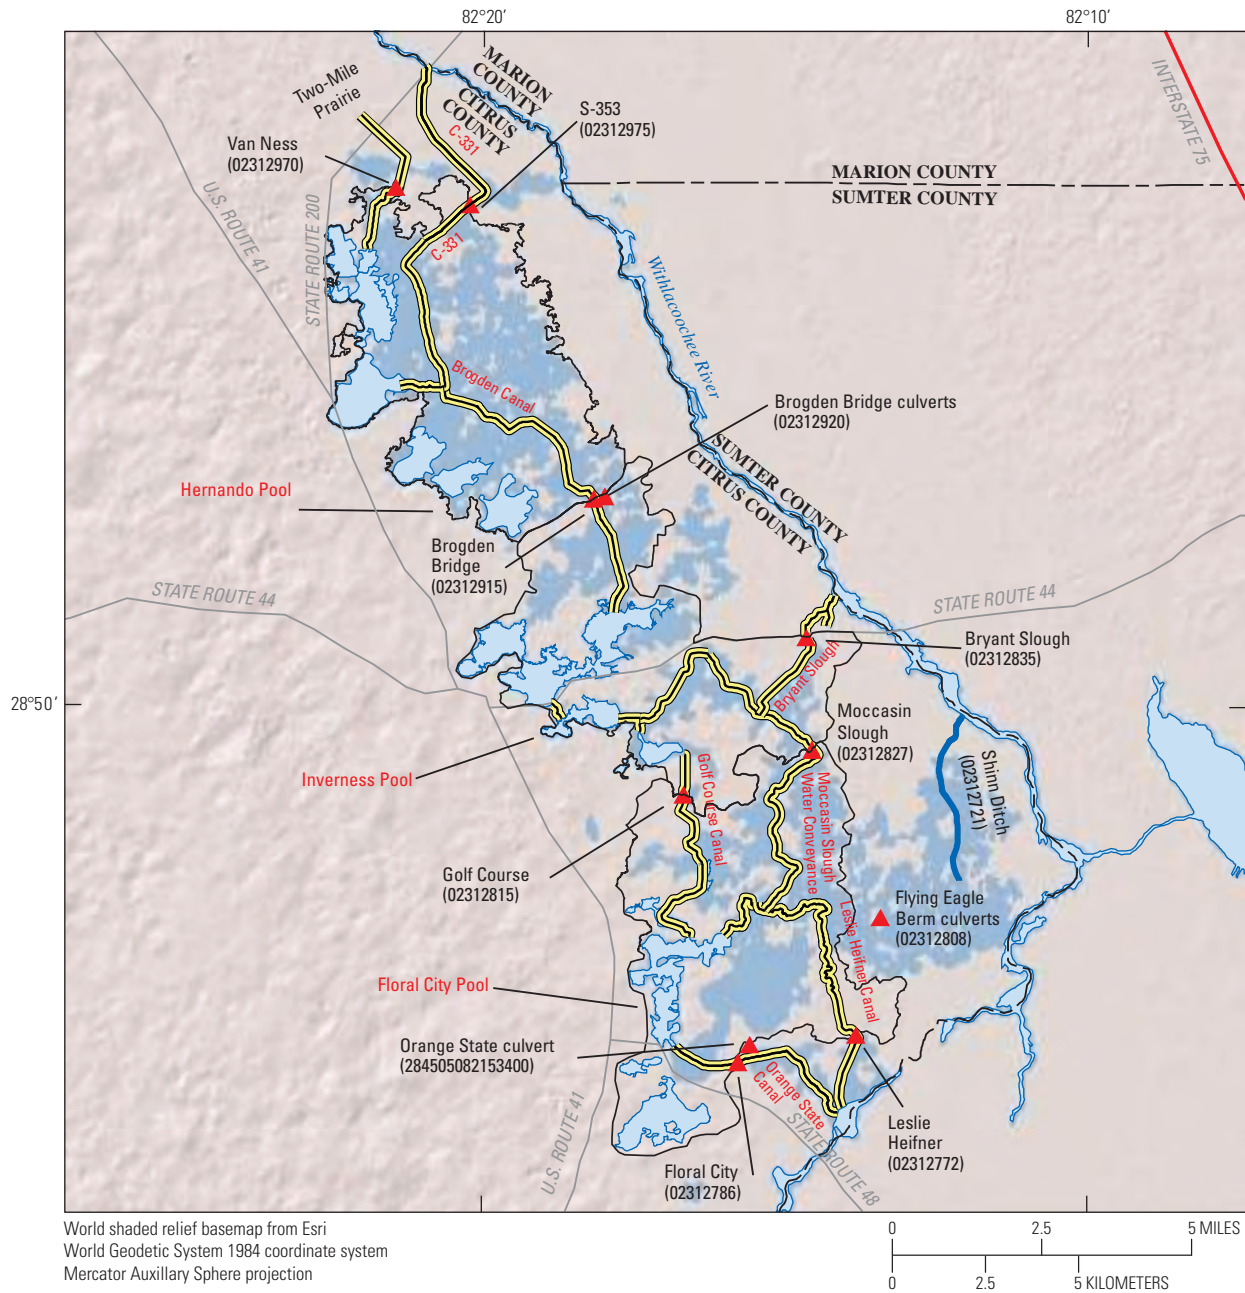 82°20'
82°10'
Two-Mile
Prairie
MARION
COUNTY
CITRUS
COUNTY
C-331
S-353
(02312975)
INTERSTATE 75
Van Ness
(02312970)
MARION COUNTY
SUMTER COUNTY
U.S. ROUTE 41
STATE ROUTE 200
C-331
Withlacoochee River
Brogden Canal
Brogden Bridge culverts
(02312920)
SUMTER COUNTY
CITRUS COUNTY
Hernando Pool
Brogden
Bridge
(02312915)
STATE ROUTE 44
STATE ROUTE 44
Bryant Slough
(02312835)
Bryant Slough
28°50'
Moccasin
Slough
(02312827)
Shinn Ditch
(02312721)
Inverness Pool
Golf Course Canal
Moccasin Slough
Water Conveyance
Golf Course
(02312815)
Flying Eagle
Berm culverts
(02312808)
Leslie Heifner Canal
Floral City Pool
Orange State culvert
(284505082153400)
Orange State
Canal
U.S. ROUTE 41
STATE ROUTE 48
Leslie
Heifner
(02312772)
Floral City
(02312786)
World shaded relief basemap from Esri
World Geodetic System 1984 coordinate system
Mercator Auxillary Sphere projection
0 2.5 5 MILES
0 2.5 5 KILOMETERS